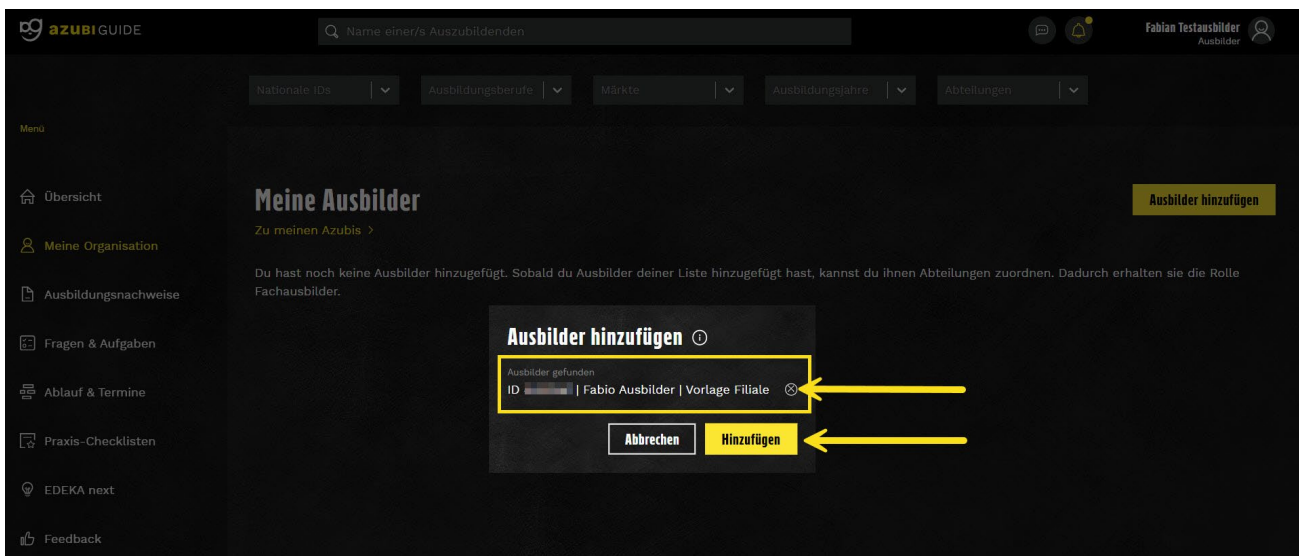 azubiGUIDE
Name einer/s Auszubildenden
Fabian Testausbilder
Ausbilder
Nationale IDs
Ausbildungsberufe
Märkte
Ausbildungsjahre
Abteilungen
Menü
Übersicht
Meine Organisation
Ausbildungsnachweise
Fragen & Aufgaben
Ablauf & Termine
Praxis-Checklisten
EDEKA next
Feedback
Meine Ausbilder
Ausbilder hinzufügen
Zu meinen Azubis >
Du hast noch keine Ausbilder hinzugefügt. Sobald du Ausbilder deiner Liste hinzugefügt hast, kannst du ihnen Abteilungen zuordnen. Dadurch erhalten sie die Rolle
Fachausbilder.
Ausbilder hinzufügen
Ausbilder gefunden
ID | Fabio Ausbilder | Vorlage Filiale
Abbrechen
Hinzufügen